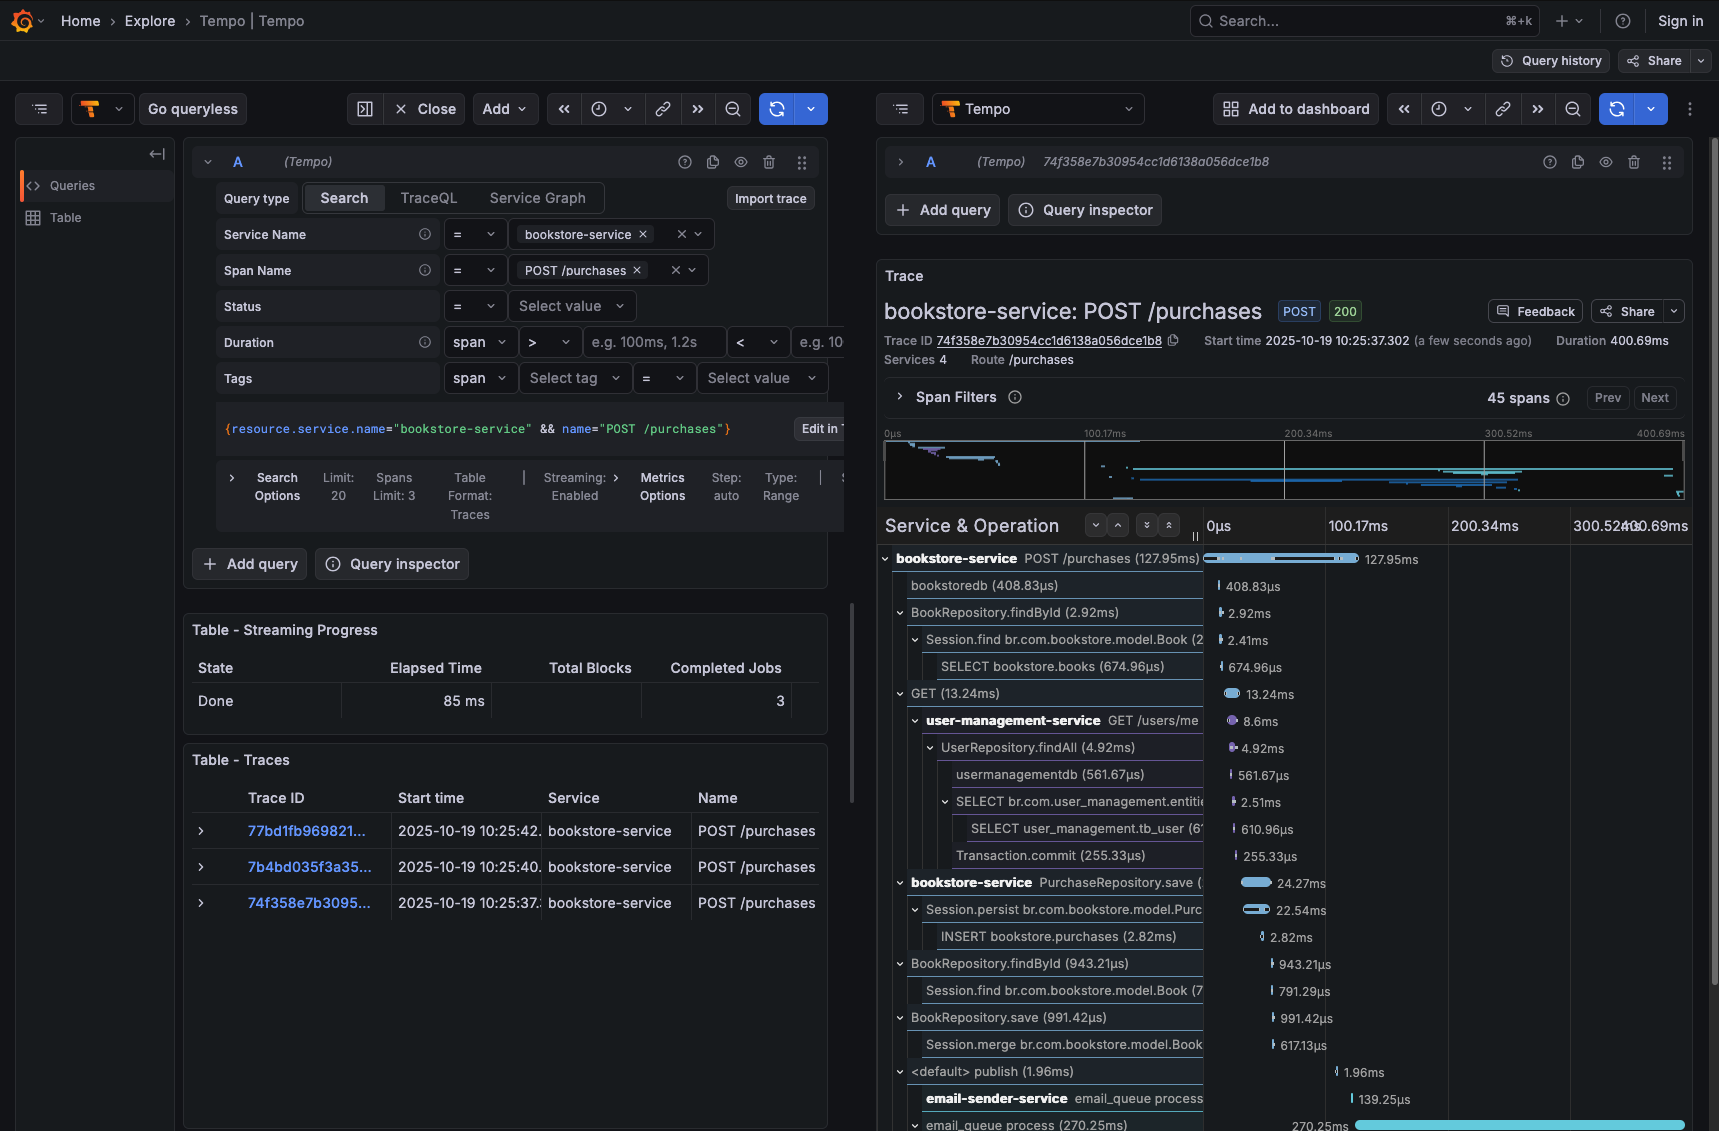 Home › Explore › Tempo | Tempo
Search... ⌘+k
Sign in
Query history
Share
Go queryless
Close
Add
Queries
Table
A (Tempo)
Query type Search TraceQL Service Graph Import trace
Service Name = bookstore-service
Span Name = POST /purchases
Status = Select value
Duration span > e.g. 100ms, 1.2s < e.g. 10
Tags span Select tag = Select value
{resource.service.name="bookstore-service" && name="POST /purchases"}
Edit in T
Search Options
Limit: 20
Spans Limit: 3
Table Format: Traces
Streaming: Enabled
Metrics Options
Step: auto
Type: Range
+ Add query
Query inspector
Table - Streaming Progress
State Elapsed Time Total Blocks Completed Jobs
Done 85 ms 3
Table - Traces
Trace ID Start time Service Name
77bd1fb969821... 2025-10-19 10:25:42. bookstore-service POST /purchases
7b4bd035f3a35... 2025-10-19 10:25:40. bookstore-service POST /purchases
74f358e7b3095... 2025-10-19 10:25:37. bookstore-service POST /purchases
Tempo
Add to dashboard
A (Tempo) 74f358e7b30954cc1d6138a056dce1b8
+ Add query
Query inspector
Trace
bookstore-service: POST /purchases POST 200
Feedback
Share
Trace ID 74f358e7b30954cc1d6138a056dce1b8 Start time 2025-10-19 10:25:37.302 (a few seconds ago) Duration 400.69ms
Services 4 Route /purchases
Span Filters
45 spans
Prev
Next
0µs 100.17ms 200.34ms 300.52ms 400.69ms
Service & Operation 0µs 100.17ms 200.34ms 300.52ms 400.69ms
bookstore-service POST /purchases (127.95ms) 127.95ms
bookstoredb (408.83µs) 408.83µs
BookRepository.findById (2.92ms) 2.92ms
Session.find br.com.bookstore.model.Book (2 2.41ms
SELECT bookstore.books (674.96µs) 674.96µs
GET (13.24ms) 13.24ms
user-management-service GET /users/me 8.6ms
UserRepository.findAll (4.92ms) 4.92ms
usermanagementdb (561.67µs) 561.67µs
SELECT br.com.user_management.entitie 2.51ms
SELECT user_management.tb_user (61 610.96µs
Transaction.commit (255.33µs) 255.33µs
bookstore-service PurchaseRepository.save ( 24.27ms
Session.persist br.com.bookstore.model.Purc 22.54ms
INSERT bookstore.purchases (2.82ms) 2.82ms
BookRepository.findById (943.21µs) 943.21µs
Session.find br.com.bookstore.model.Book (7 791.29µs
BookRepository.save (991.42µs) 991.42µs
Session.merge br.com.bookstore.model.Book 617.13µs
<default> publish (1.96ms) 1.96ms
email-sender-service email_queue process 139.25µs
email_queue process (270.25ms) 270.25ms